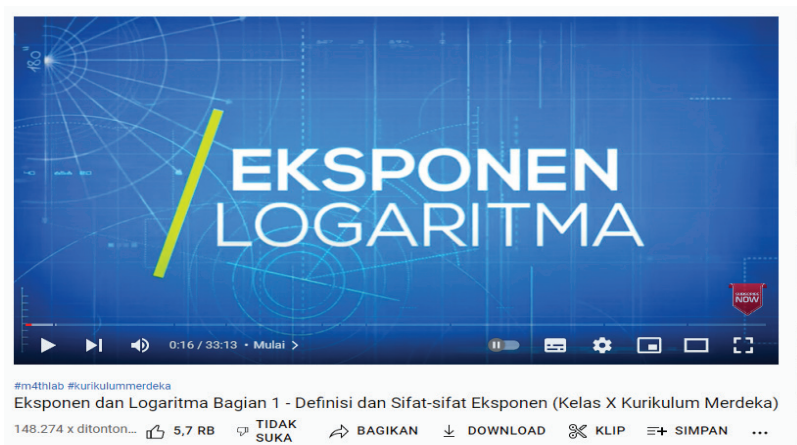 180
EKSPONEN
LOGARITMA
NOW
0:16 / 33:13 • Mulai >
#m4thlab #kurikulummerdeka
Eksponen dan Logaritma Bagian 1 - Definisi dan Sifat-sifat Eksponen (Kelas X Kurikulum Merdeka)
148.274 x ditonton... 5,7 RB TIDAK SUKA BAGIKAN DOWNLOAD KLIP SIMPAN ...